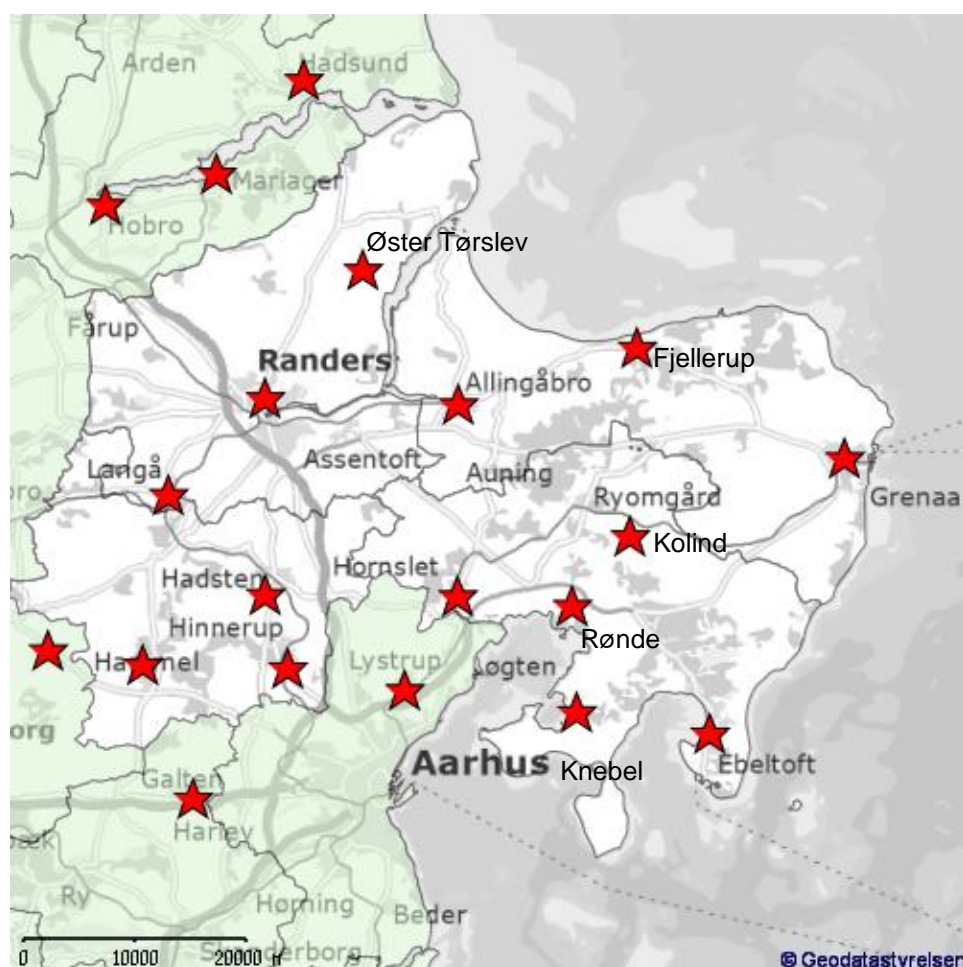 Arden
Hadsund
Mariager
Hobro
Øster Tørslev
Fårup
Randers
Fjellerup
Allingåbro
Langå
Assentoft
Auning
Ryomgård
Grenaa
Kolind
Hadsten
Hornslet
Hinnerup
Rønde
Hammel
Lystrup
Løgten
Aarhus
Knebel
Ebeltoft
Galten
Harlev
Ry
Hørning
Beder
Skanderborg
0 10000 20000
© Geodatastyrelsen